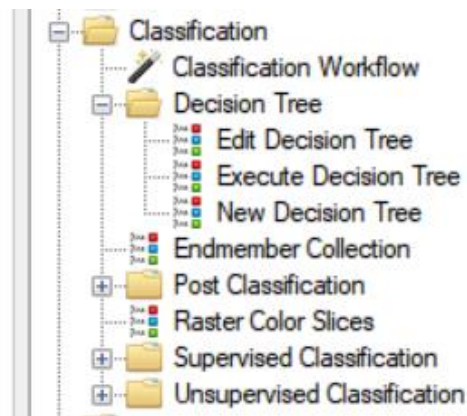 Classification
Classification Workflow
Decision Tree
Edit Decision Tree
Execute Decision Tree
New Decision Tree
Endmember Collection
Post Classification
Raster Color Slices
Supervised Classification
Unsupervised Classification